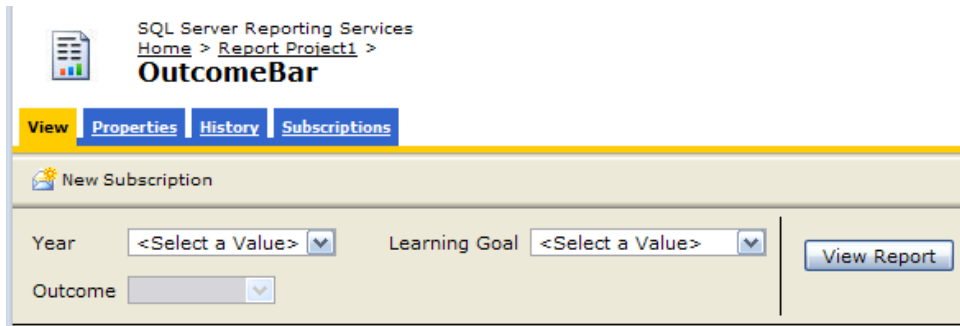 SQL Server Reporting Services
Home > Report Project1 >
OutcomeBar
View Properties History Subscriptions
New Subscription
Year <Select a Value> Learning Goal <Select a Value> View Report
Outcome